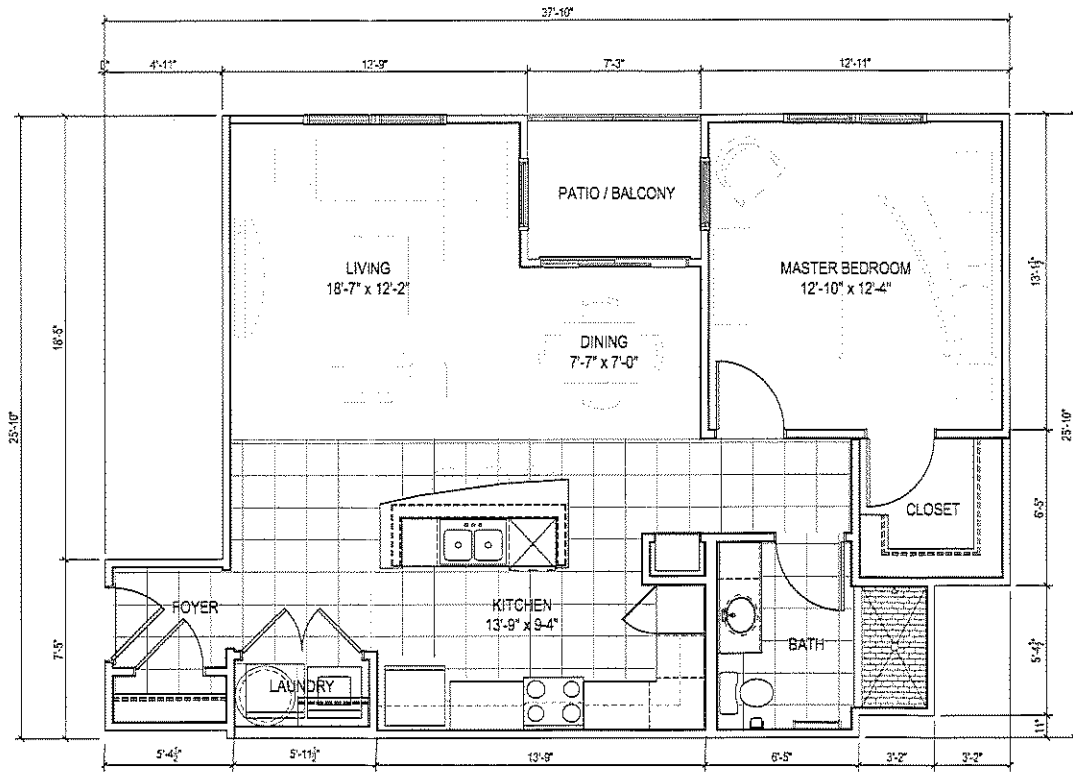 37'-10"
4'-11"
13'-9"
7'-3"
12'-11"
PATIO / BALCONY
LIVING
18'-7" x 12'-2"
MASTER BEDROOM
12'-10" x 12'-4"
13'-1½"
DINING
7'-7" x 7'-0"
18'-5"
25'-10"
25'-10"
CLOSET
6'-5"
FOYER
KITCHEN
13'-9" x 9'-4"
BATH
7'-5"
5'-4½"
LAUNDRY
11"
5'-4½"
5'-11½"
13'-9"
6'-5"
3'-2"
3'-2"